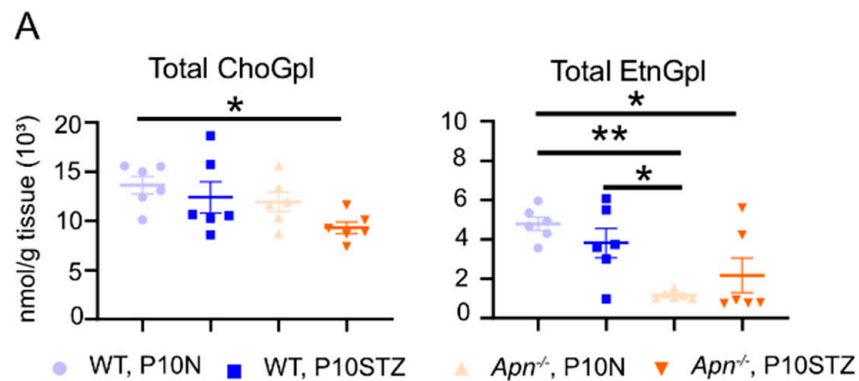 A
Total ChoGpl
Total EtnGpl
nmol/g tissue (10³)
20
15
10
5
0
*
10
8
6
4
2
0
*
**
*
WT, P10N
WT, P10STZ
Apn-/-, P10N
Apn-/-, P10STZ